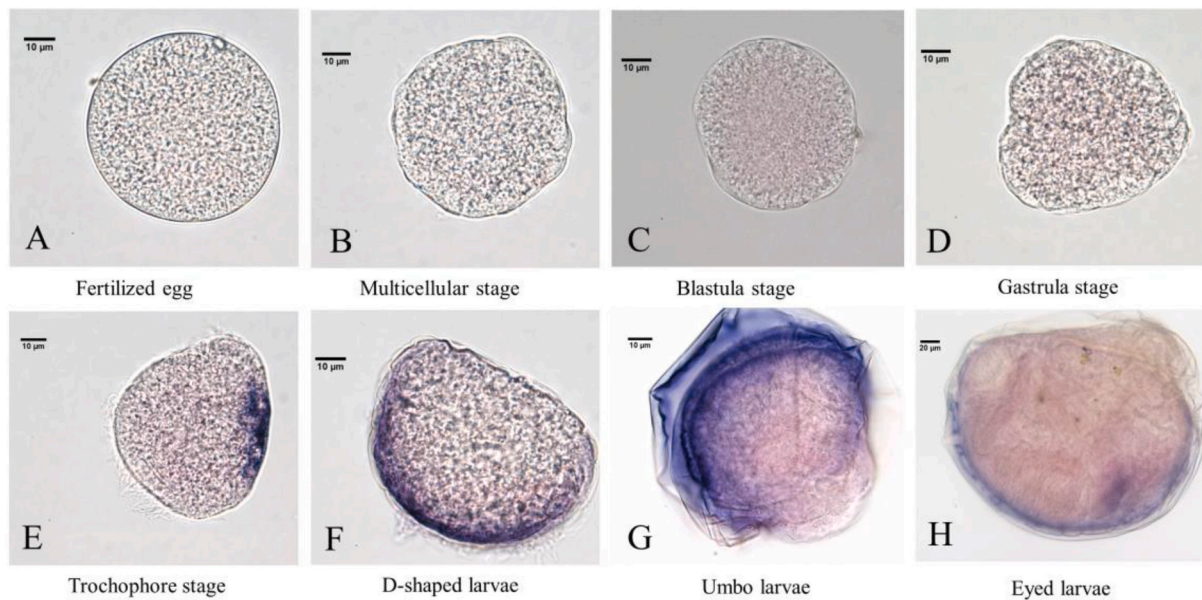 10 μm
10 μm
10 μm
10 μm
A
B
C
D
Fertilized egg
Multicellular stage
Blastula stage
Gastrula stage
10 μm
10 μm
10 μm
20 μm
E
F
G
H
Trochophore stage
D-shaped larvae
Umbo larvae
Eyed larvae